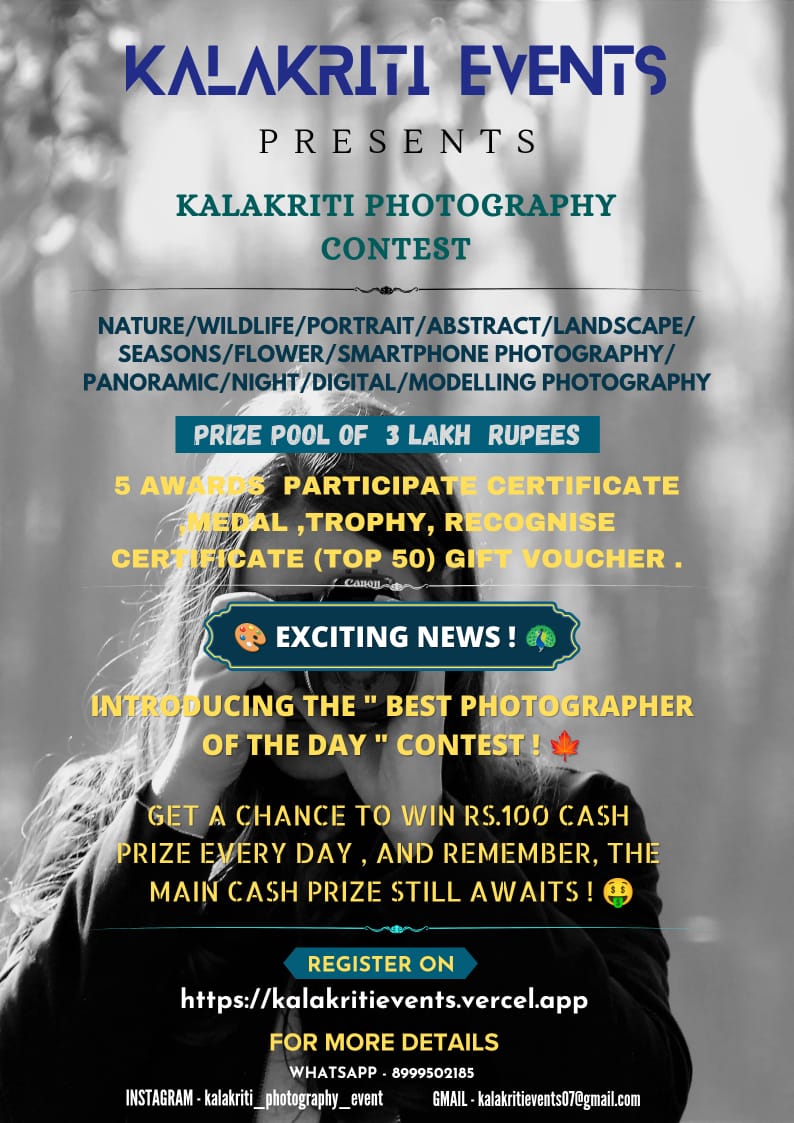 KALAKRITI EVENTS
PRESENTS
KALAKRITI PHOTOGRAPHY
CONTEST
NATURE/WILDLIFE/PORTRAIT/ABSTRACT/LANDSCAPE/
SEASONS/FLOWER/SMARTPHONE PHOTOGRAPHY/
PANORAMIC/NIGHT/DIGITAL/MODELLING PHOTOGRAPHY
PRIZE POOL OF 3 LAKH RUPEES
5 AWARDS PARTICIPATE CERTIFICATE
,MEDAL ,TROPHY, RECOGNISE
CERTIFICATE (TOP 50) GIFT VOUCHER .
Canon
🎨 EXCITING NEWS ! 🦚
INTRODUCING THE " BEST PHOTOGRAPHER
OF THE DAY " CONTEST ! 🍁
GET A CHANCE TO WIN RS.100 CASH
PRIZE EVERY DAY , AND REMEMBER, THE
MAIN CASH PRIZE STILL AWAITS ! 🤑
REGISTER ON
https://kalakritievents.vercel.app
FOR MORE DETAILS
WHATSAPP - 8999502185
INSTAGRAM - kalakriti_photography_event GMAIL - kalakritievents07@gmail.com